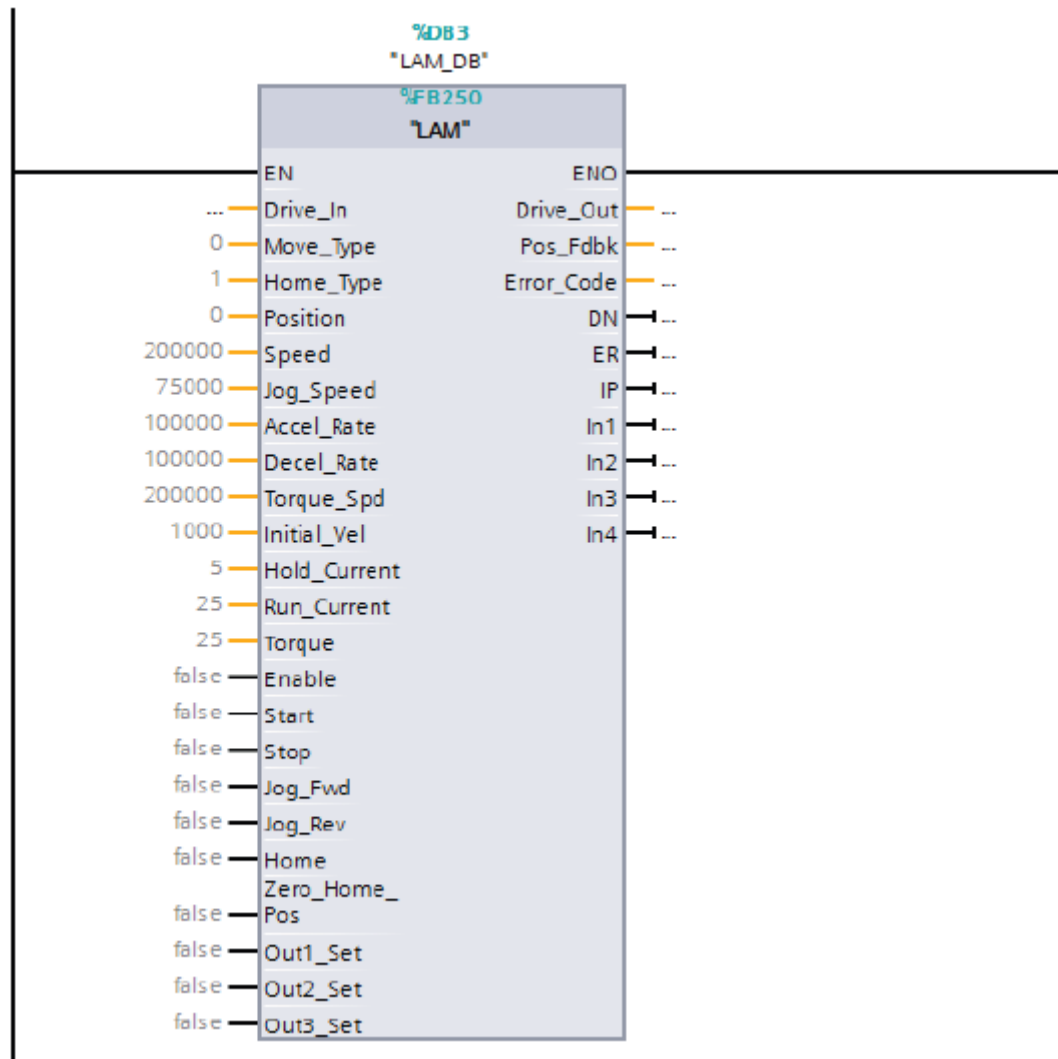 %DB3
"LAM_DB"
%FB250
"LAM"
EN ENO
... Drive_In Drive_Out ...
0 Move_Type Pos_Fdbk ...
1 Home_Type Error_Code ...
0 Position DN ...
200000 Speed ER ...
75000 Jog_Speed IP ...
100000 Accel_Rate In1 ...
100000 Decel_Rate In2 ...
200000 Torque_Spd In3 ...
1000 Initial_Vel In4 ...
5 Hold_Current
25 Run_Current
25 Torque
false Enable
false Start
false Stop
false Jog_Fwd
false Jog_Rev
false Home
Zero_Home_
false Pos
false Out1_Set
false Out2_Set
false Out3_Set